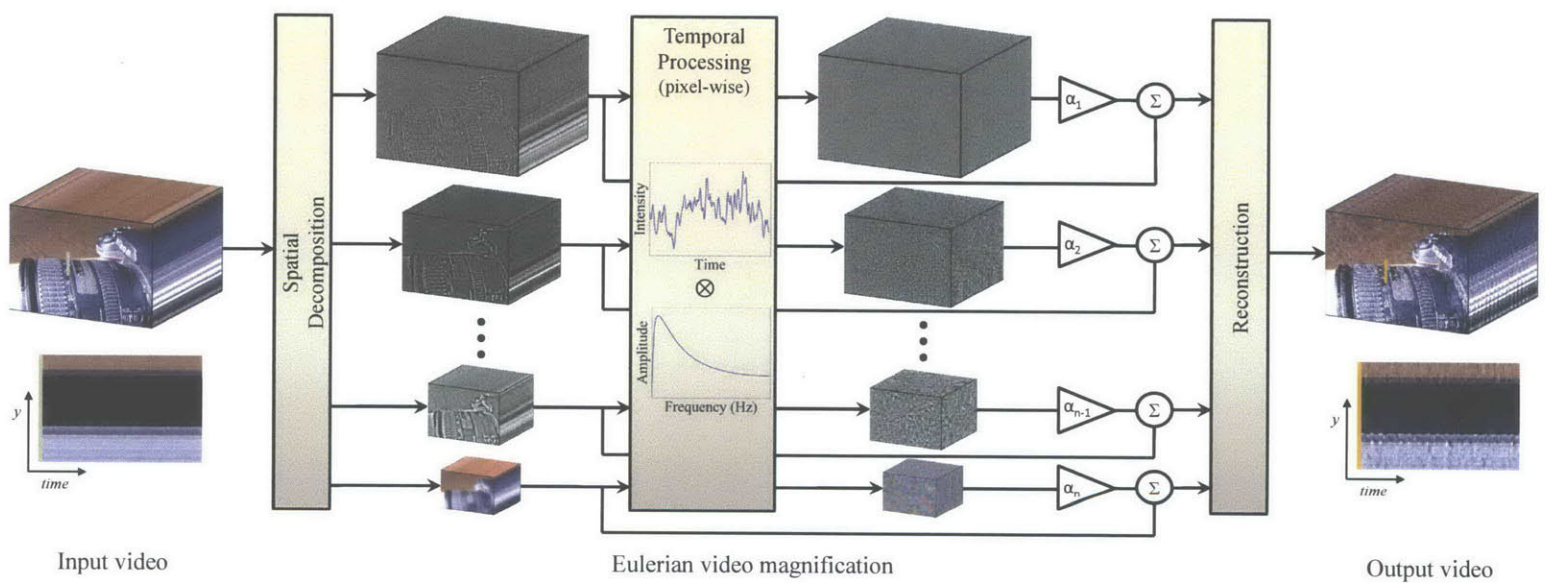 Spatial
Decomposition
Temporal
Processing
(pixel-wise)
Intensity
Time
⊗
Amplitude
Frequency (Hz)
α1
Σ
α2
Σ
αn-1
Σ
αn
Σ
Reconstruction
y
time
y
time
Input video
Eulerian video magnification
Output video